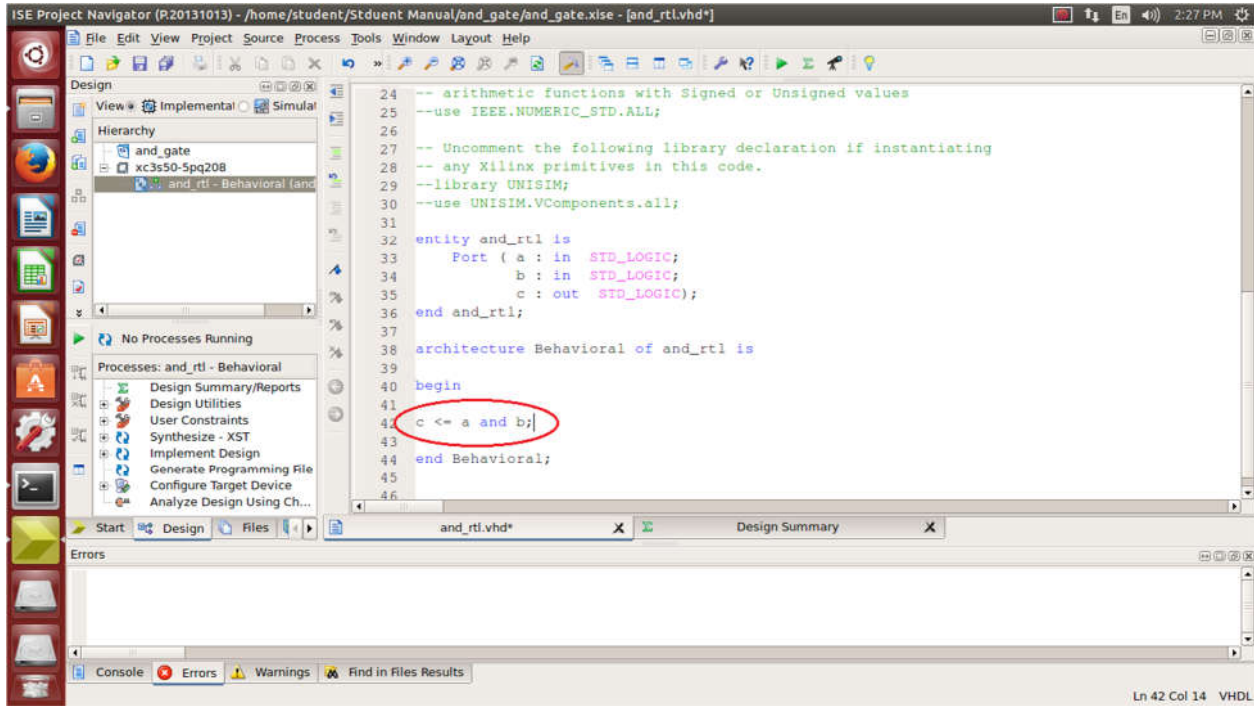 ISE Project Navigator (P.20131013) - /home/student/Stduent Manual/and_gate/and_gate.xise - [and_rtl.vhd*]
En 2:27 PM
File Edit View Project Source Process Tools Window Layout Help
»
Design
View: Implementat Simulat
Hierarchy
and_gate
xc3s50-5pq208
and_rtl - Behavioral (and
No Processes Running
Processes: and_rtl - Behavioral
Design Summary/Reports
Design Utilities
User Constraints
Synthesize - XST
Implement Design
Generate Programming File
Configure Target Device
Analyze Design Using Ch...
Start Design Files
24 -- arithmetic functions with Signed or Unsigned values
25 --use IEEE.NUMERIC_STD.ALL;
26
27 -- Uncomment the following library declaration if instantiating
28 -- any Xilinx primitives in this code.
29 --library UNISIM;
30 --use UNISIM.VComponents.all;
31
32 entity and_rtl is
33 Port ( a : in STD_LOGIC;
34 b : in STD_LOGIC;
35 c : out STD_LOGIC);
36 end and_rtl;
37
38 architecture Behavioral of and_rtl is
39
40 begin
41
42 c <= a and b;
43
44 end Behavioral;
45
46
and_rtl.vhd* Design Summary
Errors
Console Errors Warnings Find in Files Results
Ln 42 Col 14 VHDL